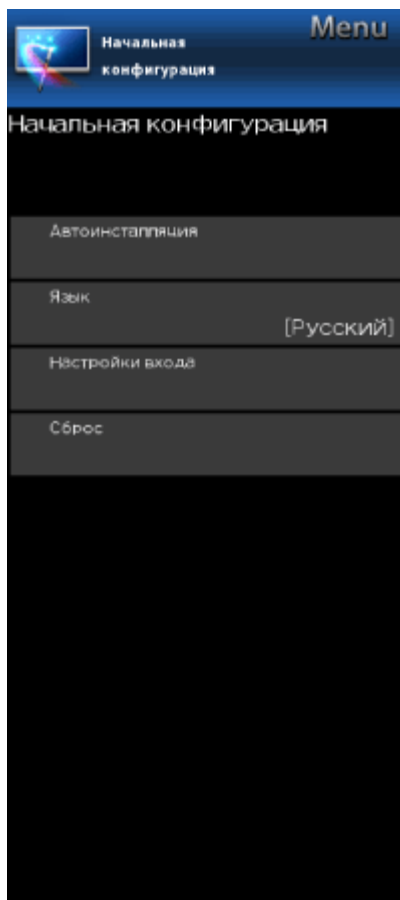 Menu
Начальная
конфигурация
Начальная конфигурация
Автоинсталляция
Язык
[Русский]
Настройки входа
Сброс